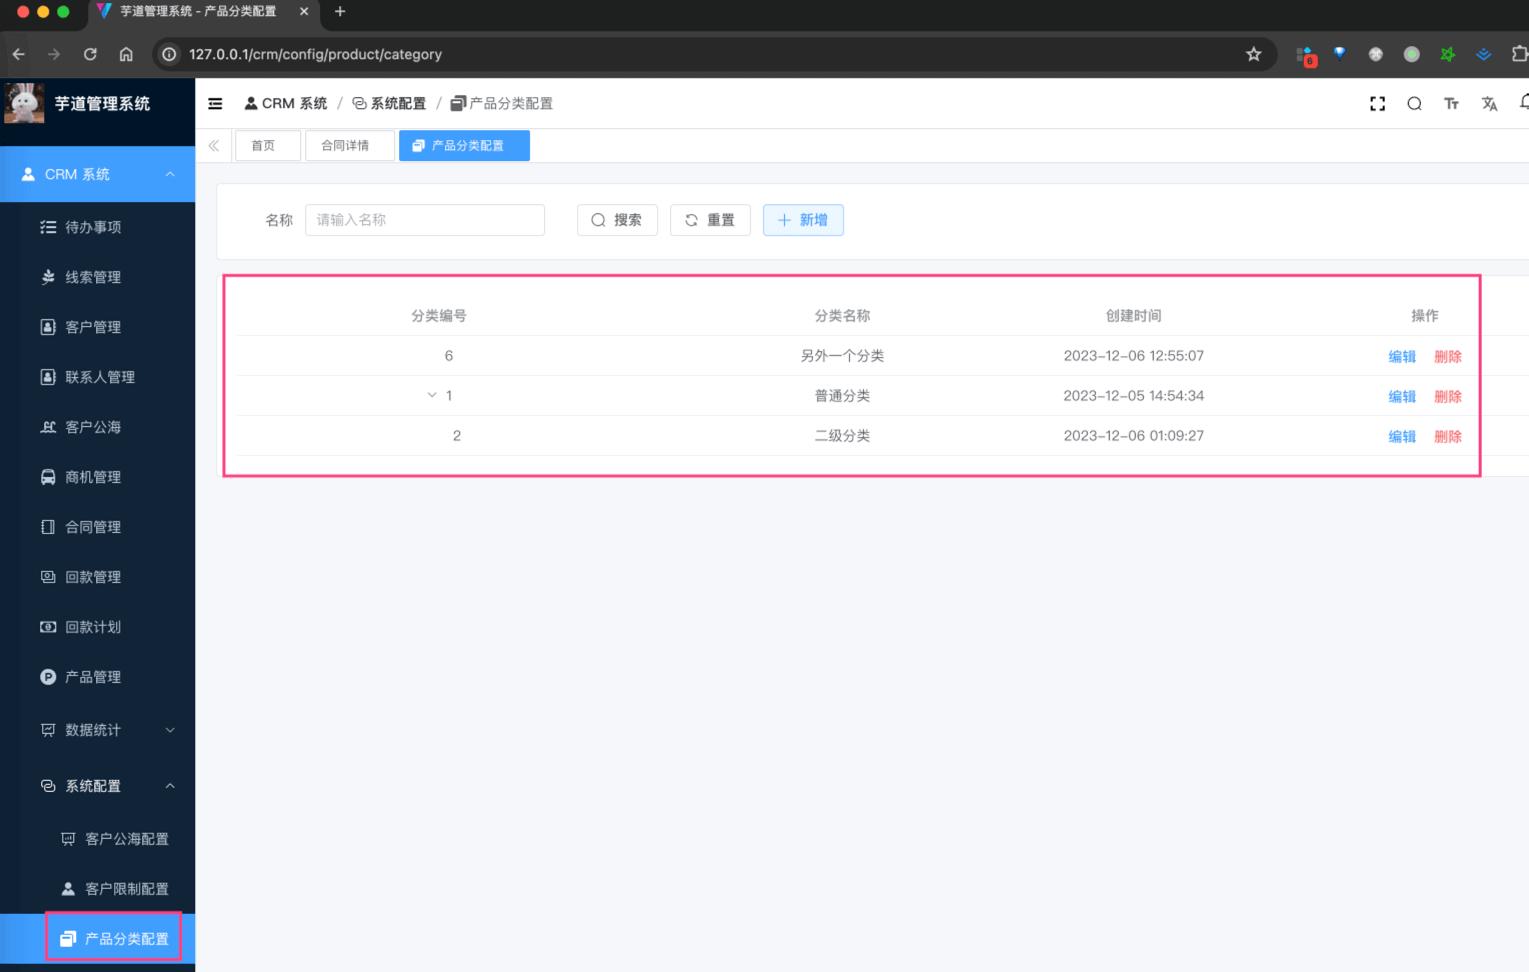 芋道管理系统 - 产品分类配置
127.0.0.1/crm/config/product/category
6
芋道管理系统
CRM 系统 / 系统配置 / 产品分类配置
首页 合同详情 产品分类配置
CRM 系统
待办事项
线索管理
客户管理
联系人管理
客户公海
商机管理
合同管理
回款管理
回款计划
产品管理
数据统计
系统配置
客户公海配置
客户限制配置
产品分类配置
名称 请输入名称 搜索 重置 新增
分类编号 分类名称 创建时间 操作
6 另外一个分类 2023-12-06 12:55:07 编辑 删除
1 普通分类 2023-12-05 14:54:34 编辑 删除
2 二级分类 2023-12-06 01:09:27 编辑 删除